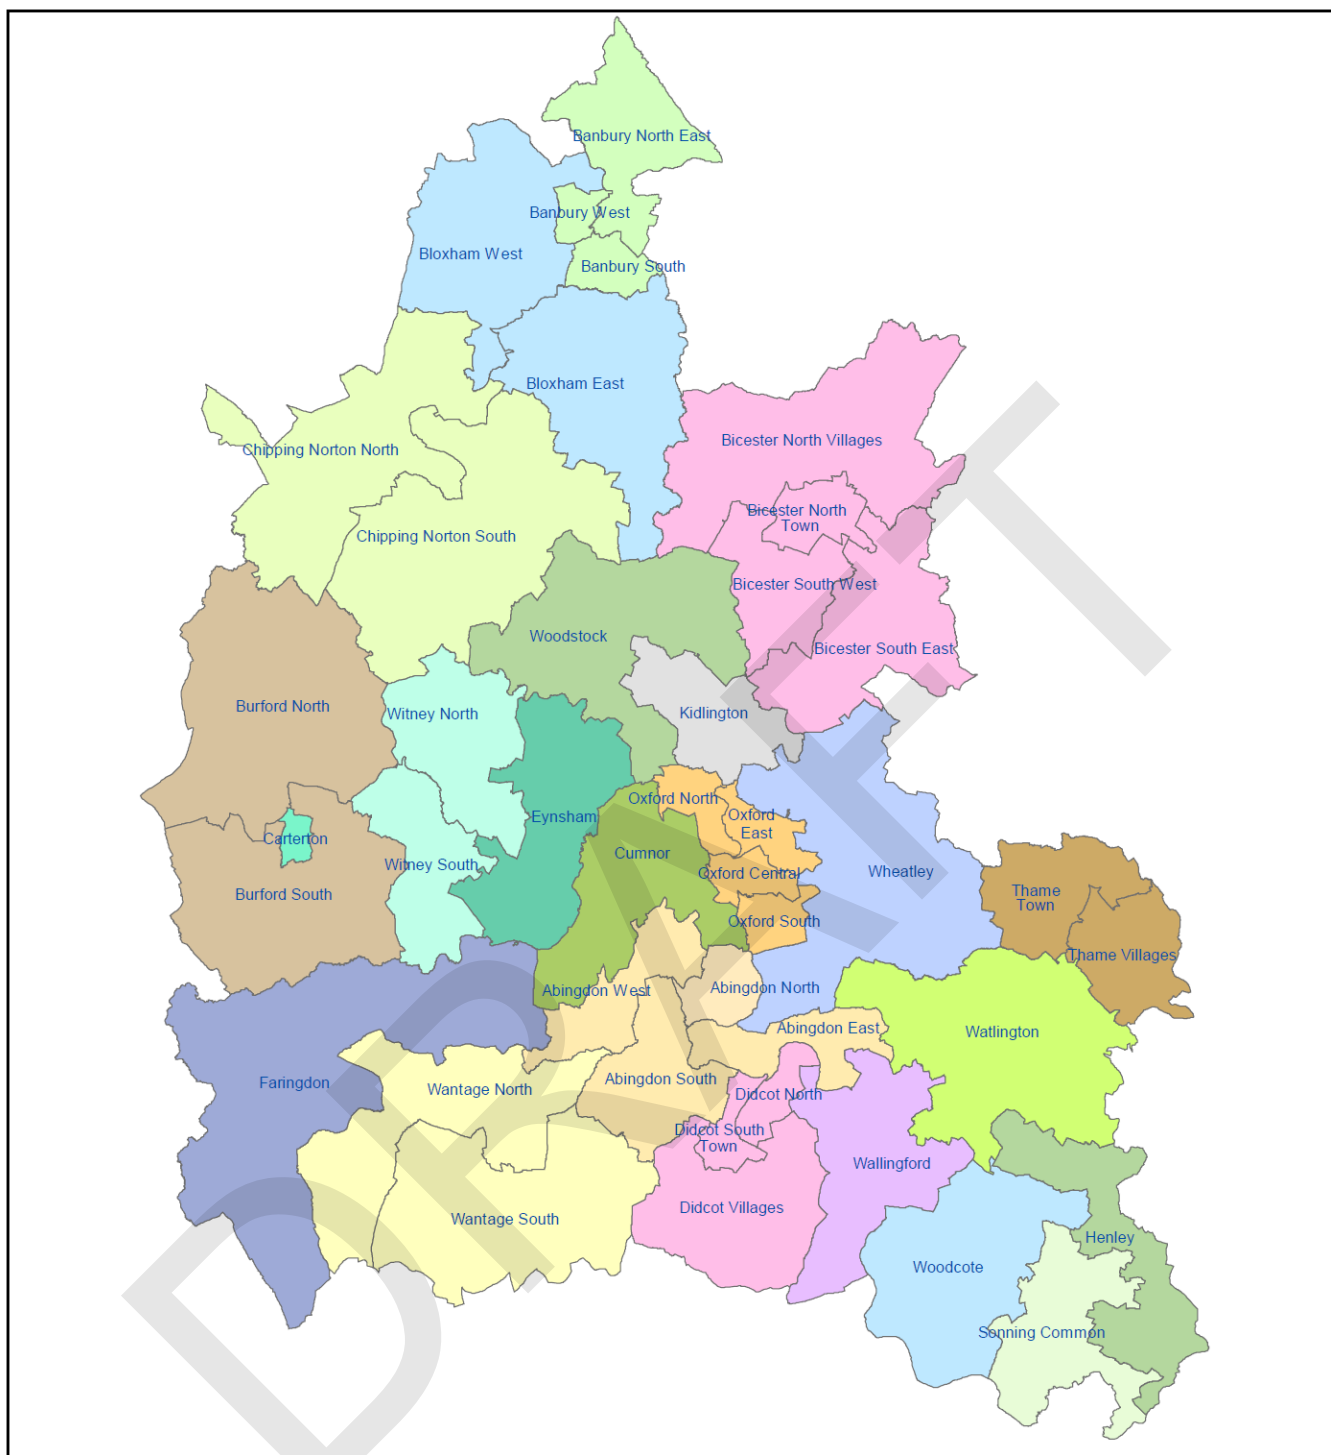 Banbury North East
Banbury West
Bloxham West
Banbury South
Bloxham East
Bicester North Villages
Chipping Norton North
Bicester North
Town
Chipping Norton South
Bicester South West
Woodstock
Bicester South East
Burford North
Witney North
Kidlington
Oxford North
Oxford
East
Eynsham
Carterton
Cumnor
Witney South
Oxford Central
Wheatley
Burford South
Thame
Town
Oxford South
Thame Villages
Abingdon West
Abingdon North
Abingdon East
Watlington
Faringdon
Wantage North
Abingdon South
Didcot North
Didcot South
Town
Wallingford
Didcot Villages
Wantage South
Henley
Woodcote
Sonning Common
DRAFT